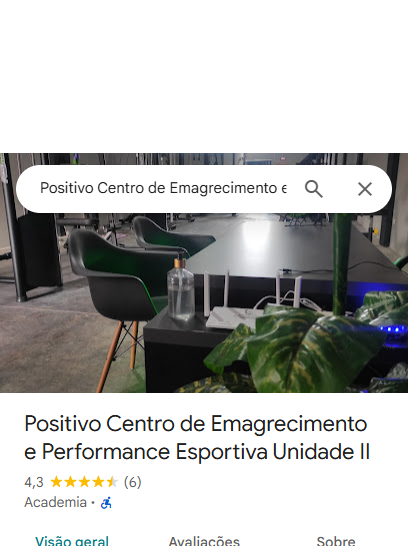 Positivo Centro de Emagrecimento e
Positivo Centro de Emagrecimento
e Performance Esportiva Unidade II
4,3 (6)
Academia ·
Visão geral Avaliações Sobre